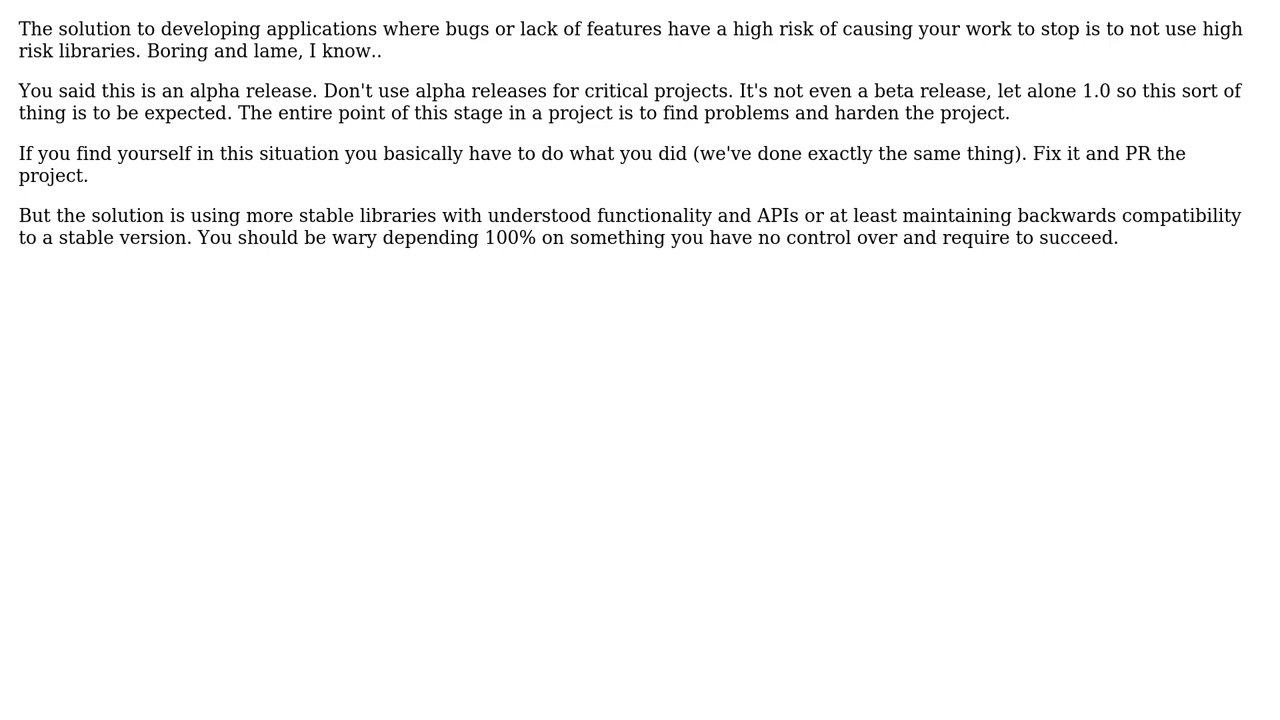 The solution to developing applications where bugs or lack of features have a high risk of causing your work to stop is to not use high
risk libraries. Boring and lame, I know..
You said this is an alpha release. Don't use alpha releases for critical projects. It's not even a beta release, let alone 1.0 so this sort of
thing is to be expected. The entire point of this stage in a project is to find problems and harden the project.
If you find yourself in this situation you basically have to do what you did (we've done exactly the same thing). Fix it and PR the
project.
But the solution is using more stable libraries with understood functionality and APIs or at least maintaining backwards compatibility
to a stable version. You should be wary depending 100% on something you have no control over and require to succeed.